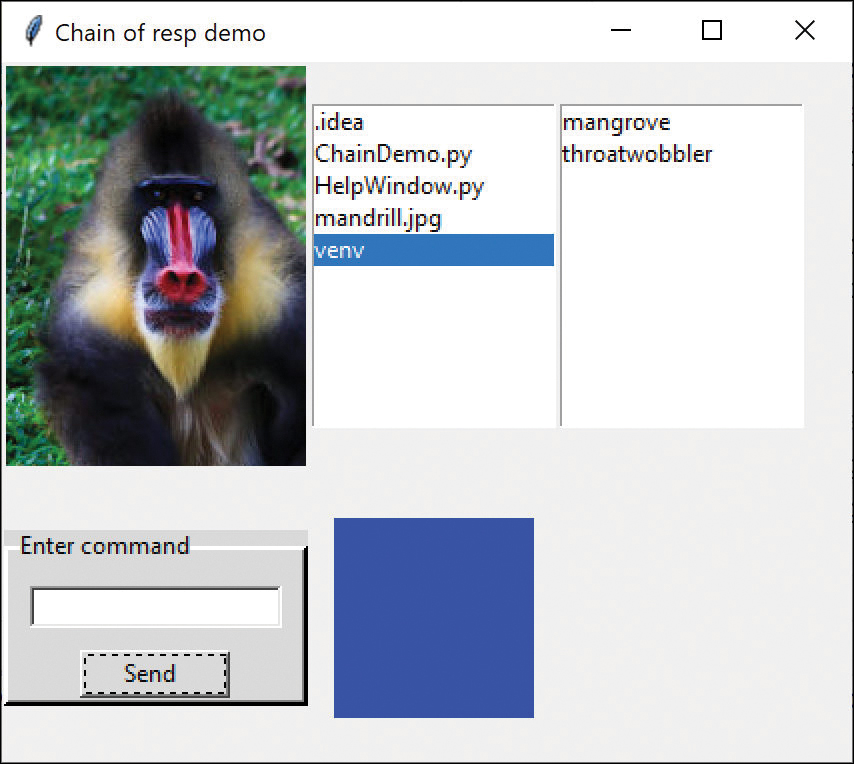 Chain of resp demo
.idea
ChainDemo.py
HelpWindow.py
mandrill.jpg
venv
mangrove
throatwobbler
Enter command
Send